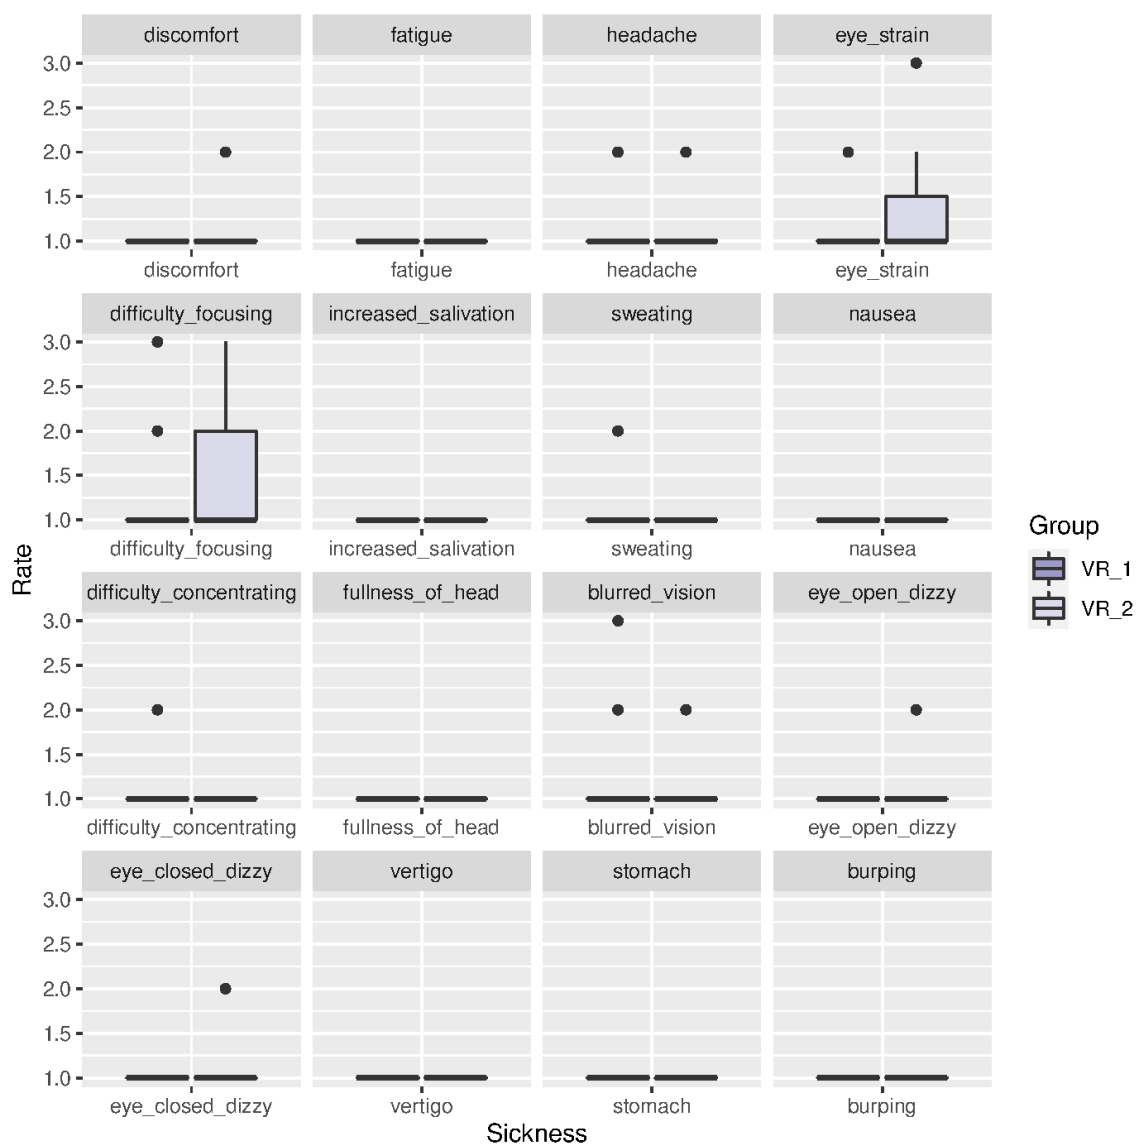 discomfort fatigue headache eye_strain
3.0
2.5
2.0
1.5
1.0
discomfort fatigue headache eye_strain
difficulty_focusing increased_salivation sweating nausea
3.0
2.5
2.0
1.5
1.0
difficulty_focusing increased_salivation sweating nausea
difficulty_concentrating fullness_of_head blurred_vision eye_open_dizzy
3.0
2.5
2.0
1.5
1.0
difficulty_concentrating fullness_of_head blurred_vision eye_open_dizzy
eye_closed_dizzy vertigo stomach burping
3.0
2.5
2.0
1.5
1.0
eye_closed_dizzy vertigo stomach burping
Sickness
Rate
Group
VR_1
VR_2